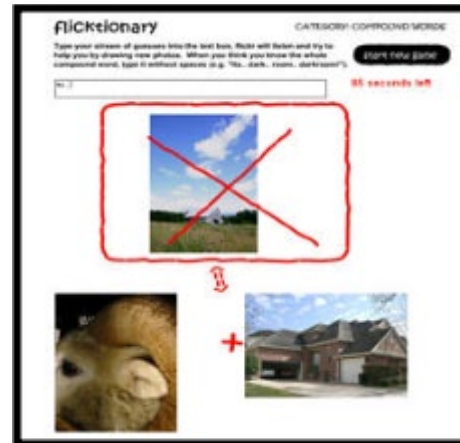 flicktionary
CATEGORY: COMPOUND WORDS
Type your stream of guesses into the text box, flickr will listen and try to
help you by drawing new photos. When you think you know the whole
compound word, type it without spaces (e.g. "Hs.. dark.. room.. darkroom!").
start new game
85 seconds left